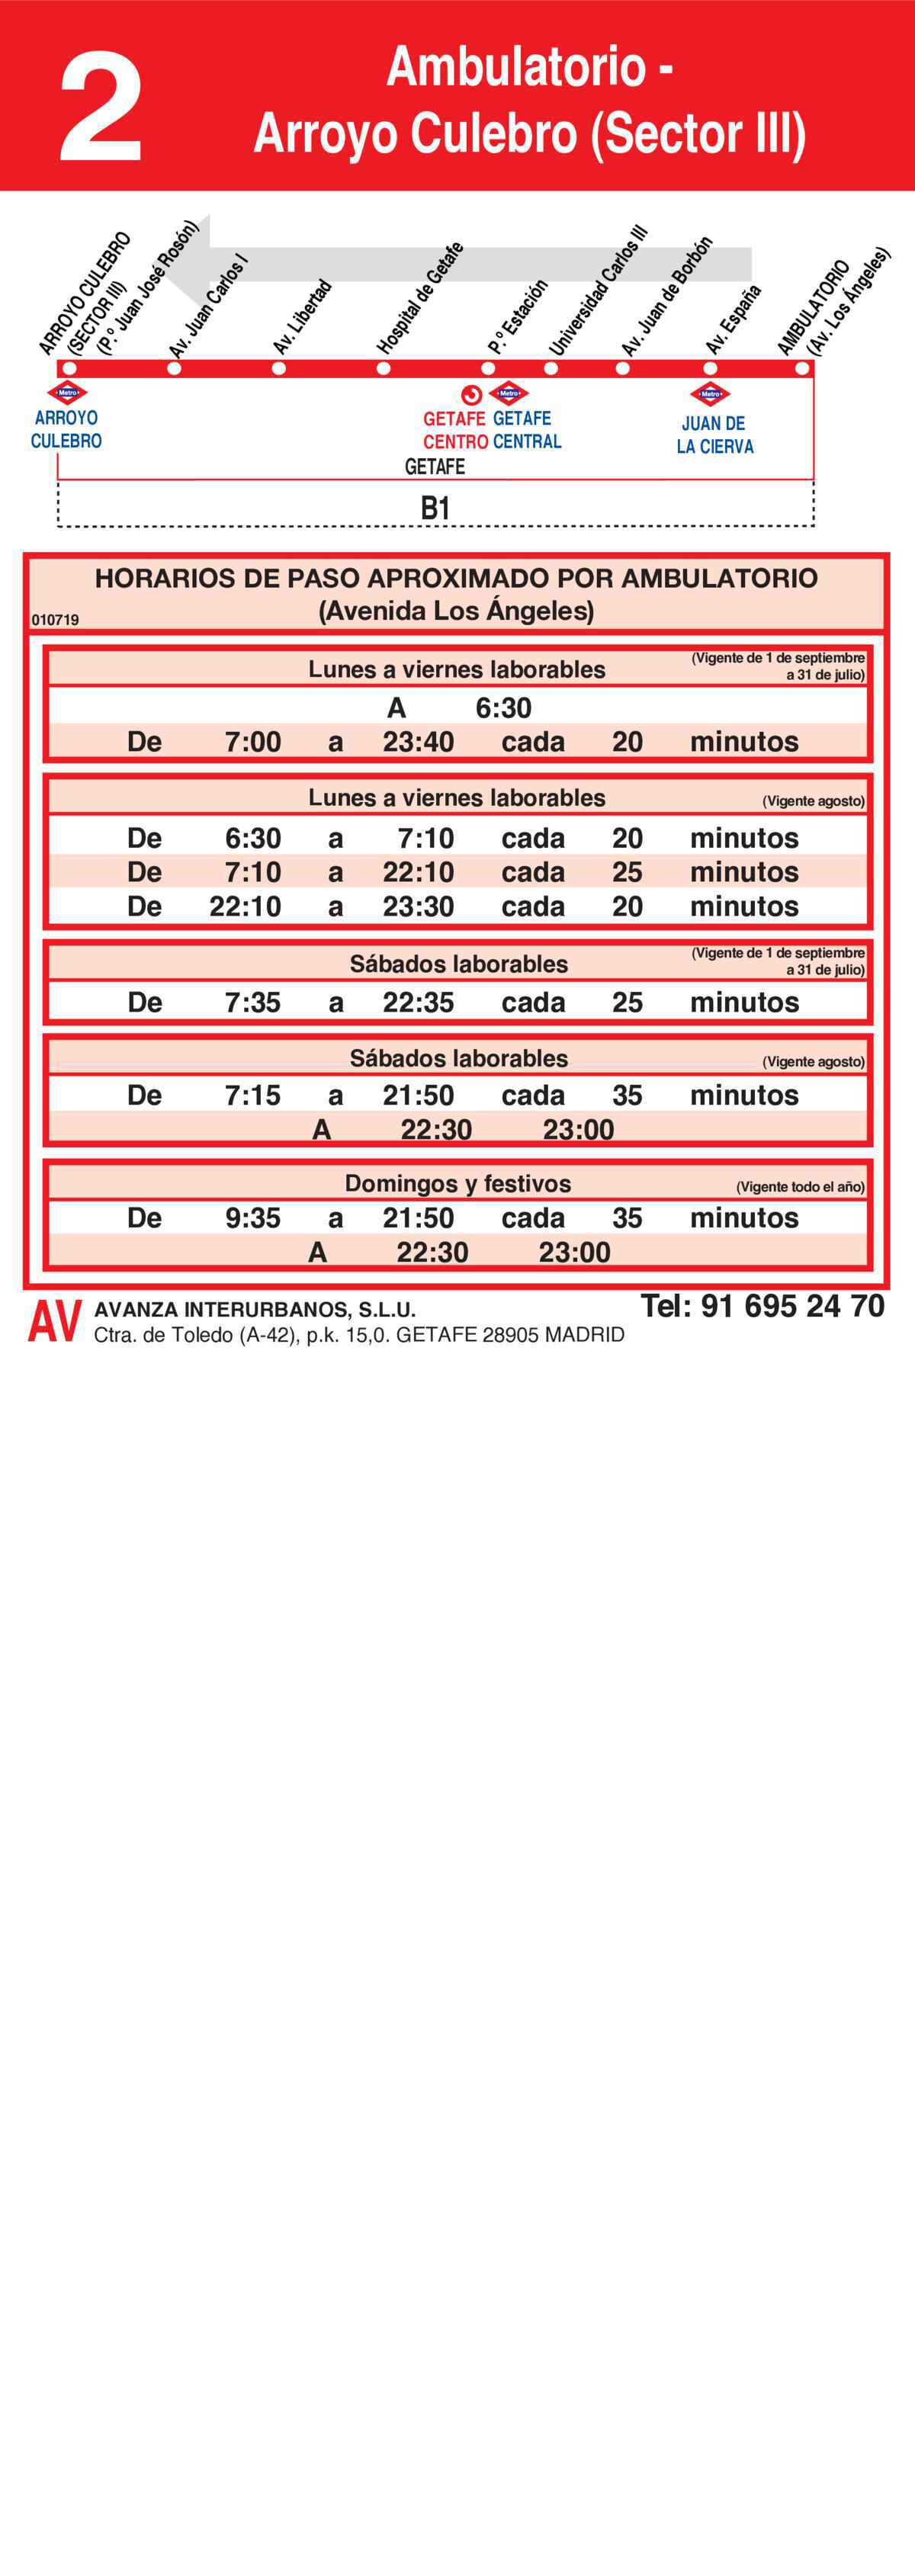 2
Ambulatorio -
Arroyo Culebro (Sector III)
ARROYO CULEBRO
(SECTOR III)
(P.º Juan José Rosón)
Av. Juan Carlos I
Av. Libertad
Hospital de Getafe
P.º Estación
Universidad Carlos III
Av. Juan de Borbón
Av. España
AMBULATORIO
(Av. Los Ángeles)
Metro
ARROYO
CULEBRO
GETAFE
CENTRO
Metro
GETAFE
CENTRAL
Metro
JUAN DE
LA CIERVA
GETAFE
B1
HORARIOS DE PASO APROXIMADO POR AMBULATORIO
(Avenida Los Ángeles)
010719
Lunes a viernes laborables
(Vigente de 1 de septiembre
a 31 de julio)
A 6:30
De 7:00 a 23:40 cada 20 minutos
Lunes a viernes laborables (Vigente agosto)
De 6:30 a 7:10 cada 20 minutos
De 7:10 a 22:10 cada 25 minutos
De 22:10 a 23:30 cada 20 minutos
Sábados laborables
(Vigente de 1 de septiembre
a 31 de julio)
De 7:35 a 22:35 cada 25 minutos
Sábados laborables (Vigente agosto)
De 7:15 a 21:50 cada 35 minutos
A 22:30 23:00
Domingos y festivos (Vigente todo el año)
De 9:35 a 21:50 cada 35 minutos
A 22:30 23:00
AV
AVANZA INTERURBANOS, S.L.U.
Ctra. de Toledo (A-42), p.k. 15,0. GETAFE 28905 MADRID
Tel: 91 695 24 70